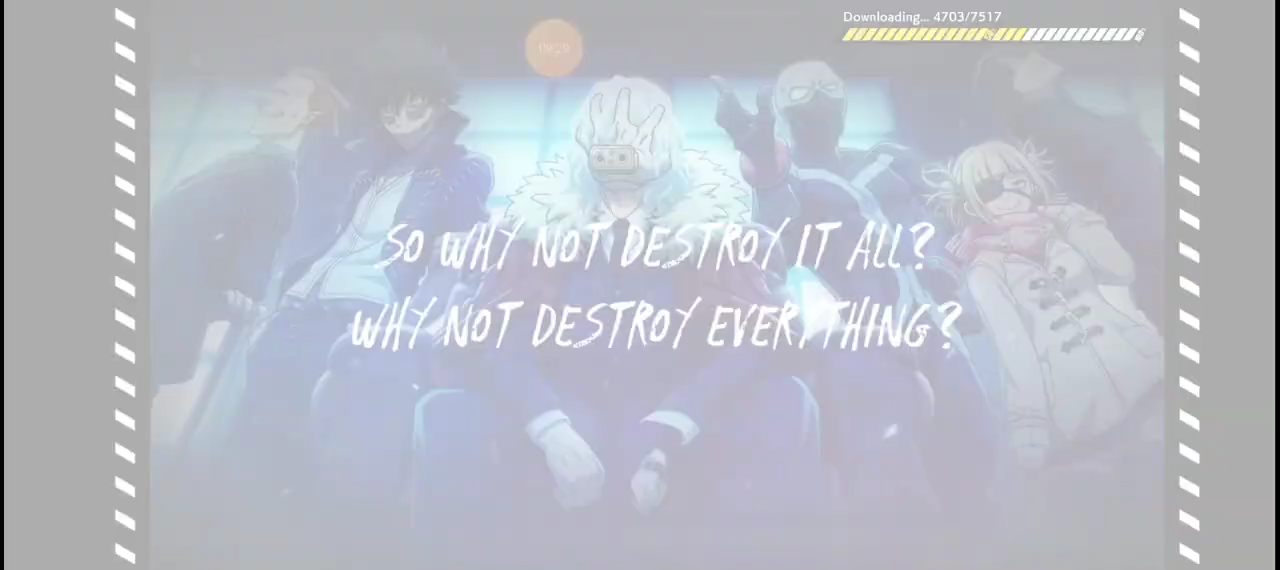 Downloading... 4703/7517
SO WHY NOT DESTROY IT ALL?
WHY NOT DESTROY EVERYTHING?